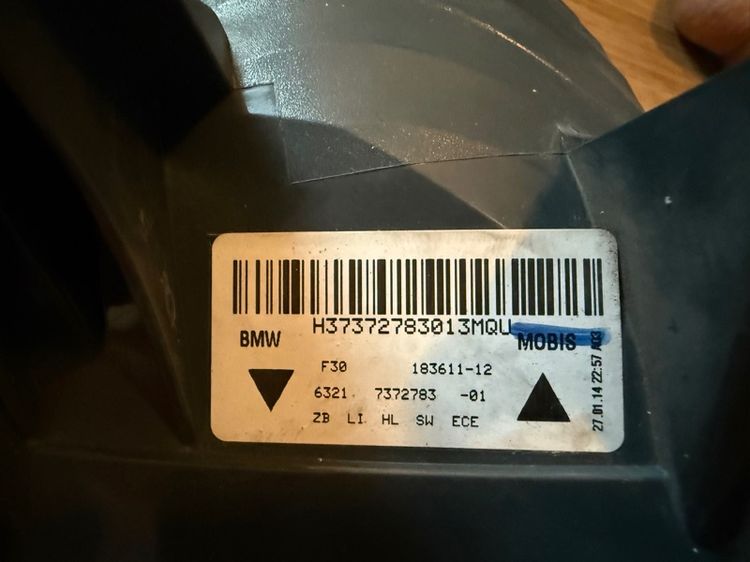 H37372783013MQU
BMW
MOBIS
F30 183611-12
6321 7372783 -01
ZB LI HL SW ECE
27.01.14 22:57 A03